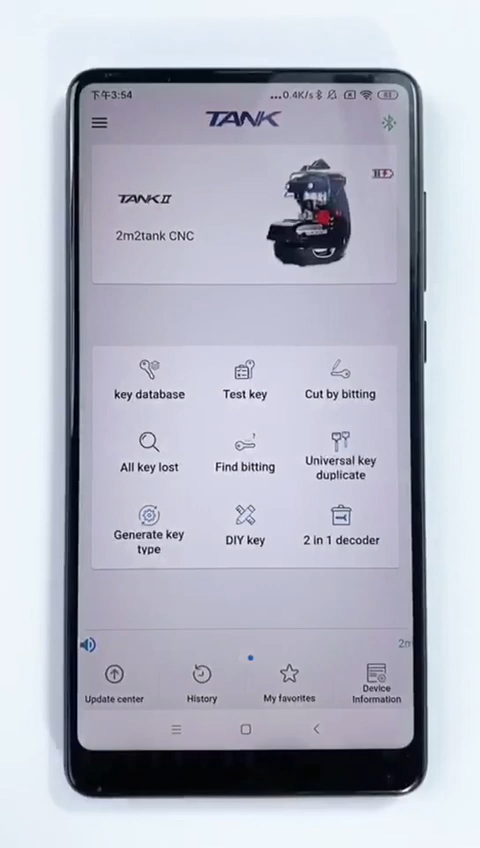 下午3:54
...0.4K/s
83
TANK
TANK II
2m2tank CNC
key database
Test key
Cut by bitting
All key lost
Find bitting
Universal key
duplicate
Generate key
type
DIY key
2 in 1 decoder
2m
Update center
History
My favorites
Device
Information